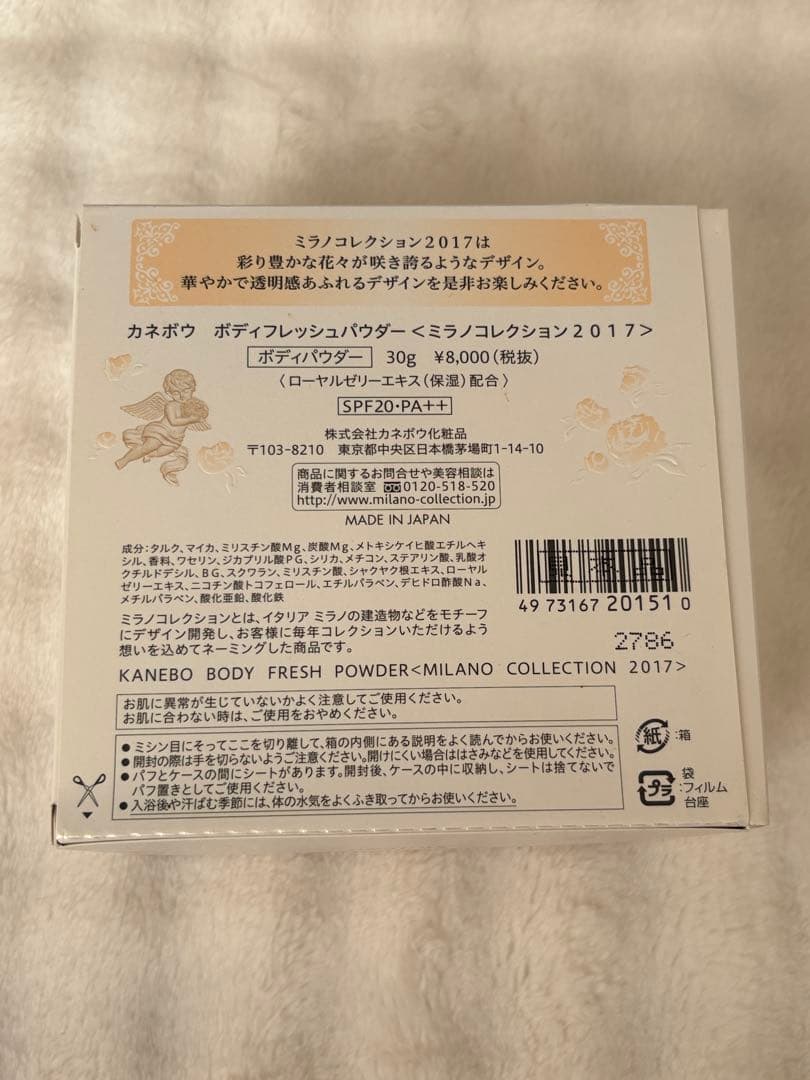 ミラノコレクション2017は
彩り豊かな花々が咲き誇るようなデザイン。
華やかで透明感あふれるデザインを是非お楽しみください。
カネボウ ボディフレッシュパウダー<ミラノコレクション2017>
ボディパウダー 30g ¥8,000(税抜)
〈ローヤルゼリーエキス(保湿)配合〉
SPF20・PA++
株式会社カネボウ化粧品
〒103-8210 東京都中央区日本橋茅場町1-14-10
商品に関するお問合せや美容相談は
消費者相談室 0120-518-520
http://www.milano-collection.jp
MADE IN JAPAN
成分:タルク、マイカ、ミリスチン酸Mg、炭酸Mg、メトキシケイヒ酸エチルヘキ
シル、香料、ワセリン、ジカプリル酸PG、シリカ、メチコン、ステアリン酸、乳酸オ
クチルドデシル、BG、スクワラン、ミリスチン酸、シャクヤク根エキス、ローヤル
ゼリーエキス、ニコチン酸トコフェロール、エチルパラベン、デヒドロ酢酸Na、
メチルパラベン、酸化亜鉛、酸化鉄
4973167201510
ミラノコレクションとは、イタリア ミラノの建造物などをモチーフ
にデザイン開発し、お客様に毎年コレクションいただけるよう
想いを込めてネーミングした商品です。
2786
KANEBO BODY FRESH POWDER<MILANO COLLECTION 2017>
お肌に異常が生じていないかよく注意してご使用ください。
お肌に合わない時は、ご使用をおやめください。
●ミシン目にそってここを切り離して、箱の内側にある説明をよく読んでからお使いください。
●開封の際は手を切らないようご注意ください。開けにくい場合ははさみなどを使用してください。
●パフとケースの間にシートがあります。開封後、ケースの中に収納し、シートは捨てないで
パフ置きとしてご使用ください。
●入浴後や汗ばむ季節には、体の水気をよくふき取ってからお使いください。
紙:箱
プラ:袋
フィルム
台座